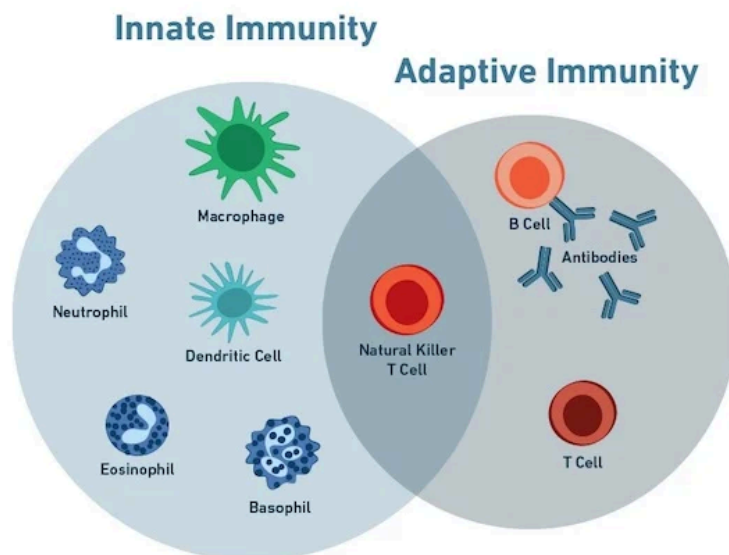 Innate Immunity
Adaptive Immunity
Macrophage
B Cell
Antibodies
Neutrophil
Dendritic Cell
Natural Killer
T Cell
Eosinophil
Basophil
T Cell